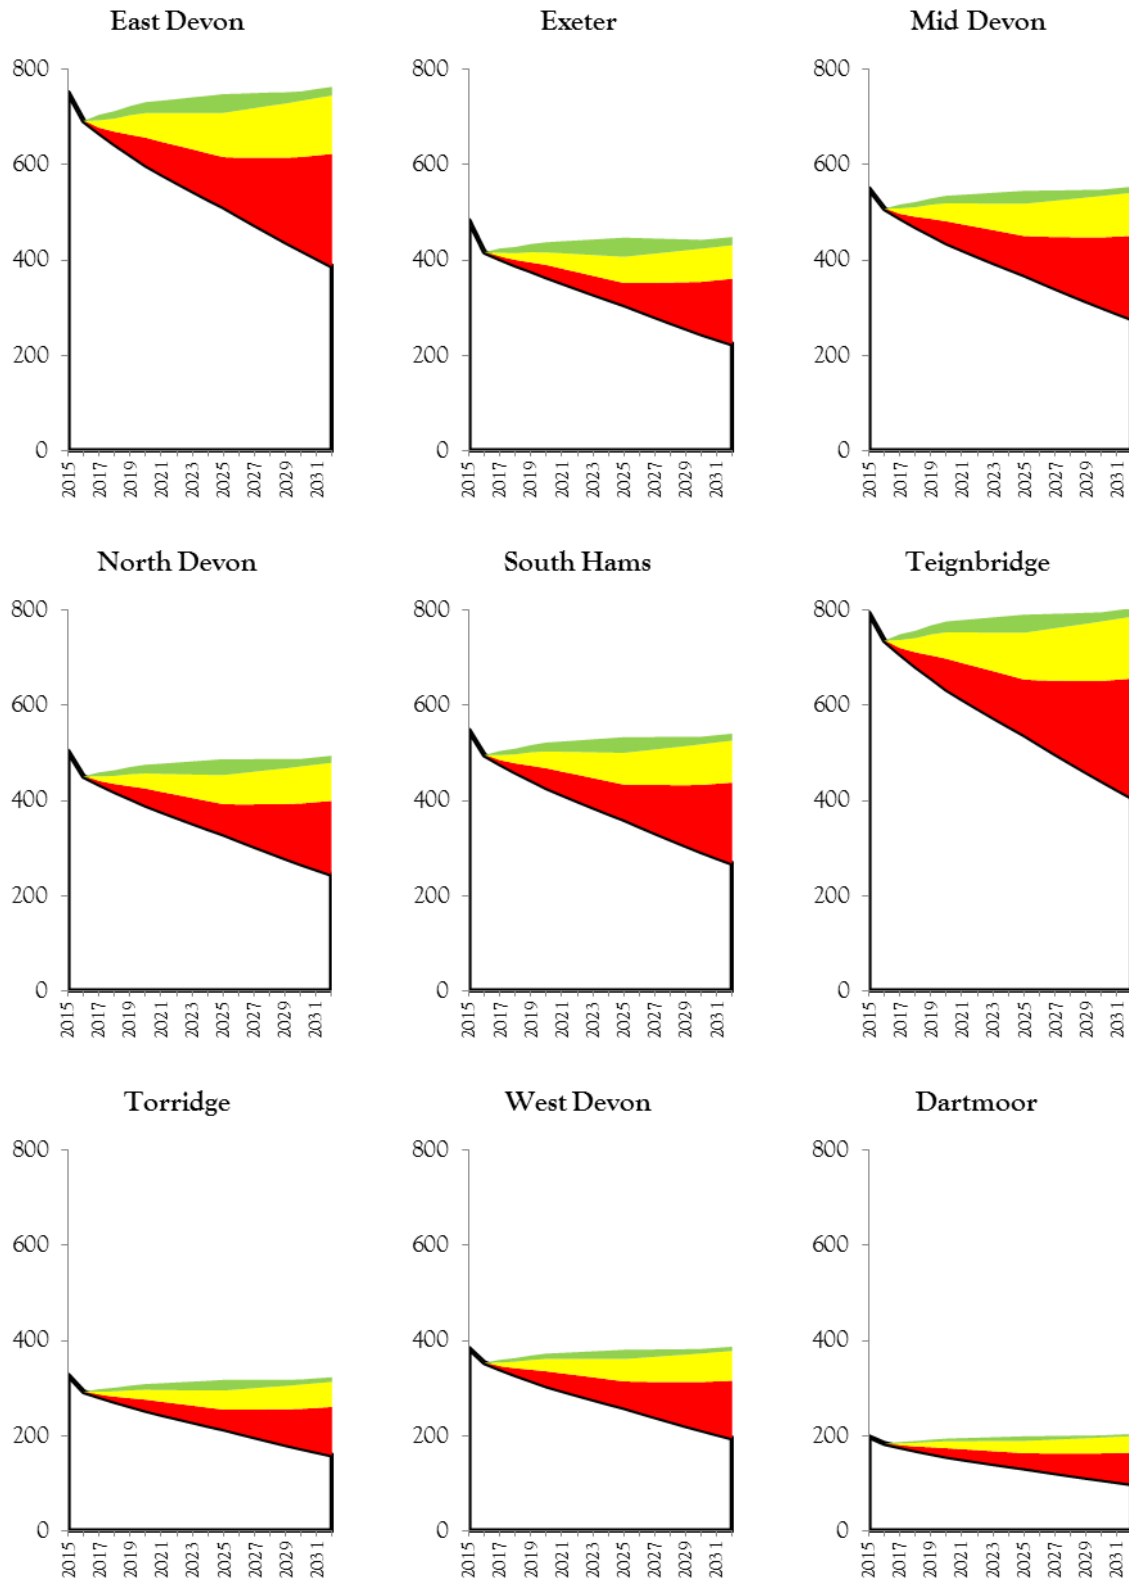 East Devon Exeter Mid Devon
800 800 800
600 600 600
400 400 400
200 200 200
0 0 0
2015 2017 2019 2021 2023 2025 2027 2029 2031 2015 2017 2019 2021 2023 2025 2027 2029 2031 2015 2017 2019 2021 2023 2025 2027 2029 2031
North Devon South Hams Teignbridge
800 800 800
600 600 600
400 400 400
200 200 200
0 0 0
2015 2017 2019 2021 2023 2025 2027 2029 2031 2015 2017 2019 2021 2023 2025 2027 2029 2031 2015 2017 2019 2021 2023 2025 2027 2029 2031
Torridge West Devon Dartmoor
800 800 800
600 600 600
400 400 400
200 200 200
0 0 0
2015 2017 2019 2021 2023 2025 2027 2029 2031 2015 2017 2019 2021 2023 2025 2027 2029 2031 2015 2017 2019 2021 2023 2025 2027 2029 2031